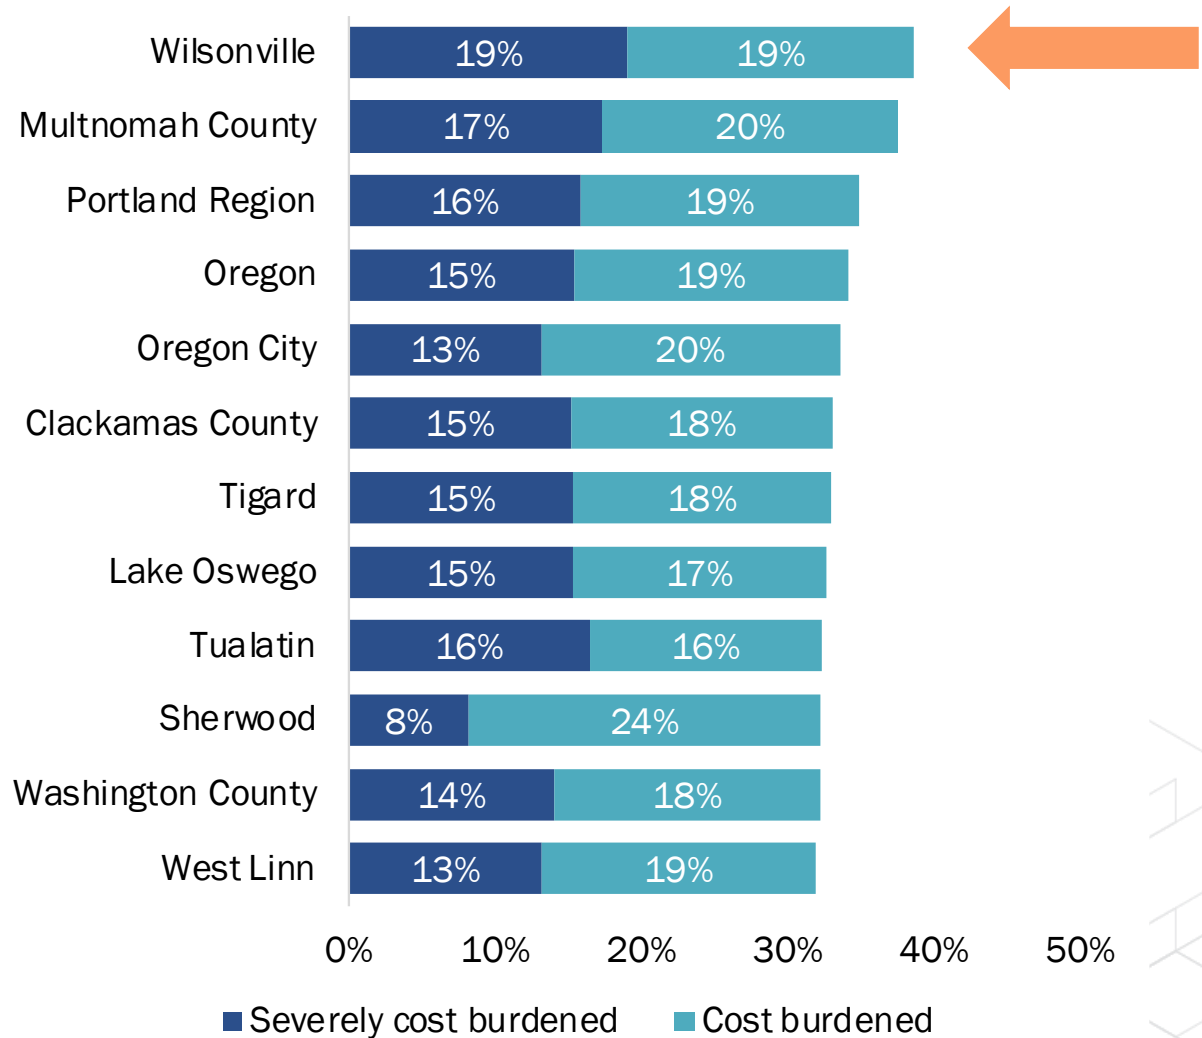 Wilsonville 19% 19%
Multnomah County 17% 20%
Portland Region 16% 19%
Oregon 15% 19%
Oregon City 13% 20%
Clackamas County 15% 18%
Tigard 15% 18%
Lake Oswego 15% 17%
Tualatin 16% 16%
Sherwood 8% 24%
Washington County 14% 18%
West Linn 13% 19%
0% 10% 20% 30% 40% 50%
Severely cost burdened Cost burdened